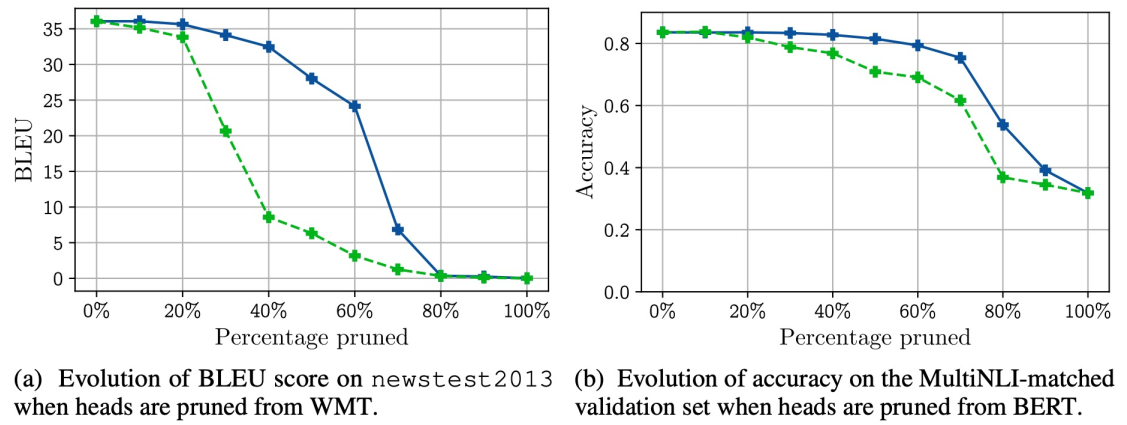 35
30
25
20
15
10
5
0
BLEU
0% 20% 40% 60% 80% 100%
Percentage pruned
(a) Evolution of BLEU score on newstest2013
when heads are pruned from WMT.
0.8
0.6
0.4
0.2
0.0
Accuracy
0% 20% 40% 60% 80% 100%
Percentage pruned
(b) Evolution of accuracy on the MultiNLI-matched
validation set when heads are pruned from BERT.